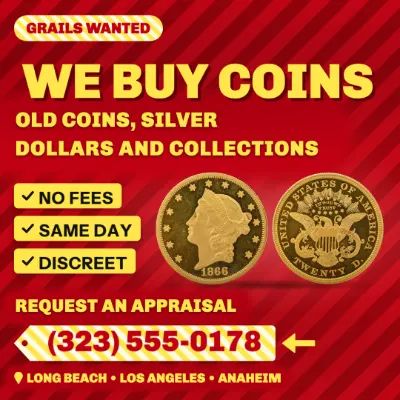 GRAILS WANTED
WE BUY COINS
OLD COINS, SILVER
DOLLARS AND COLLECTIONS
NO FEES
SAME DAY
DISCREET
1866
UNITED STATES OF AMERICA
TWENTY D.
REQUEST AN APPRAISAL
(323) 555-0178
LONG BEACH • LOS ANGELES • ANAHEIM